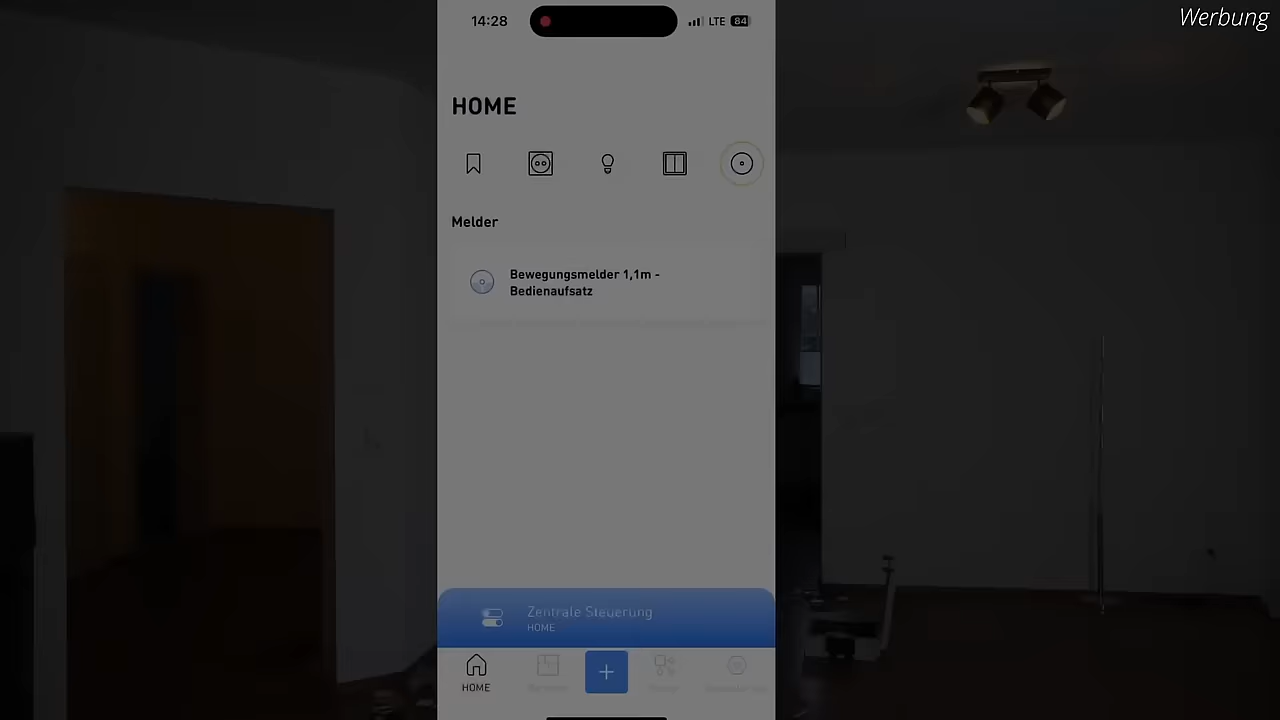 Werbung
14:28
LTE 84
HOME
Melder
Bewegungsmelder 1,1m -
Bedienaufsatz
Zentrale Steuerung
HOME
HOME